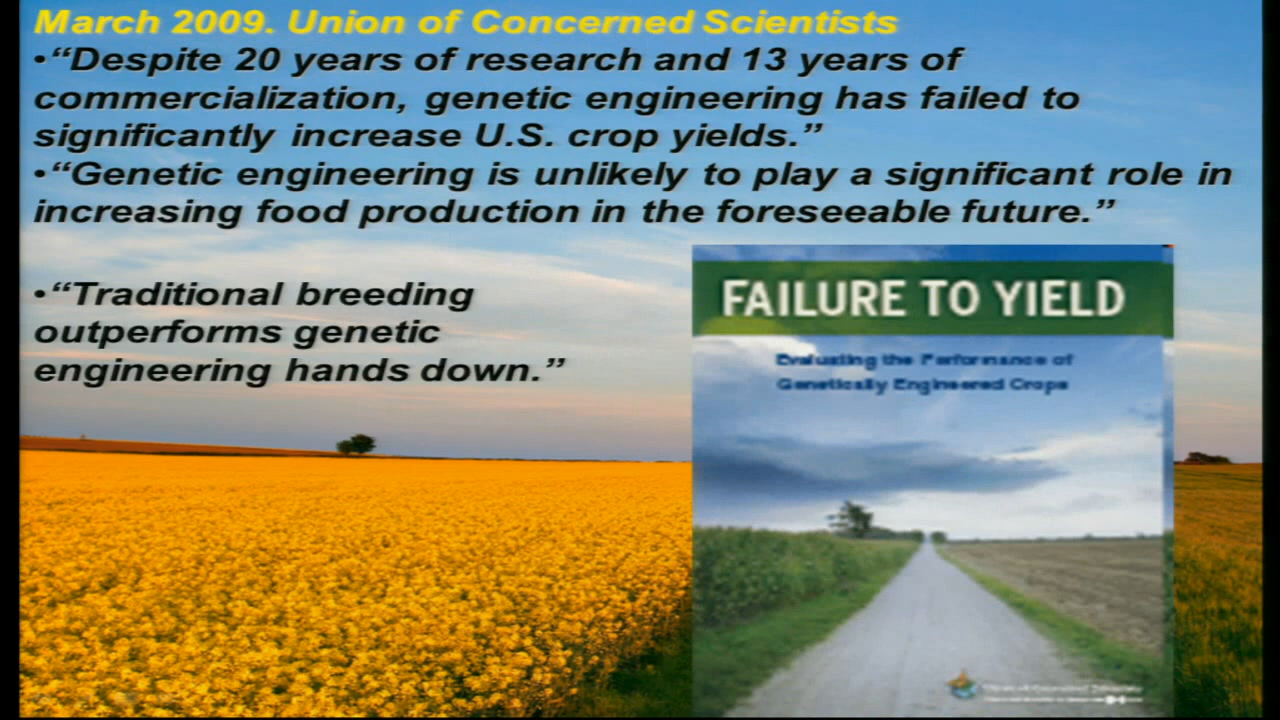 March 2009. Union of Concerned Scientists
•“Despite 20 years of research and 13 years of
commercialization, genetic engineering has failed to
significantly increase U.S. crop yields.”
•“Genetic engineering is unlikely to play a significant role in
increasing food production in the foreseeable future.”
•“Traditional breeding
outperforms genetic
engineering hands down.”
FAILURE TO YIELD
Evaluating the Performance of
Genetically Engineered Crops